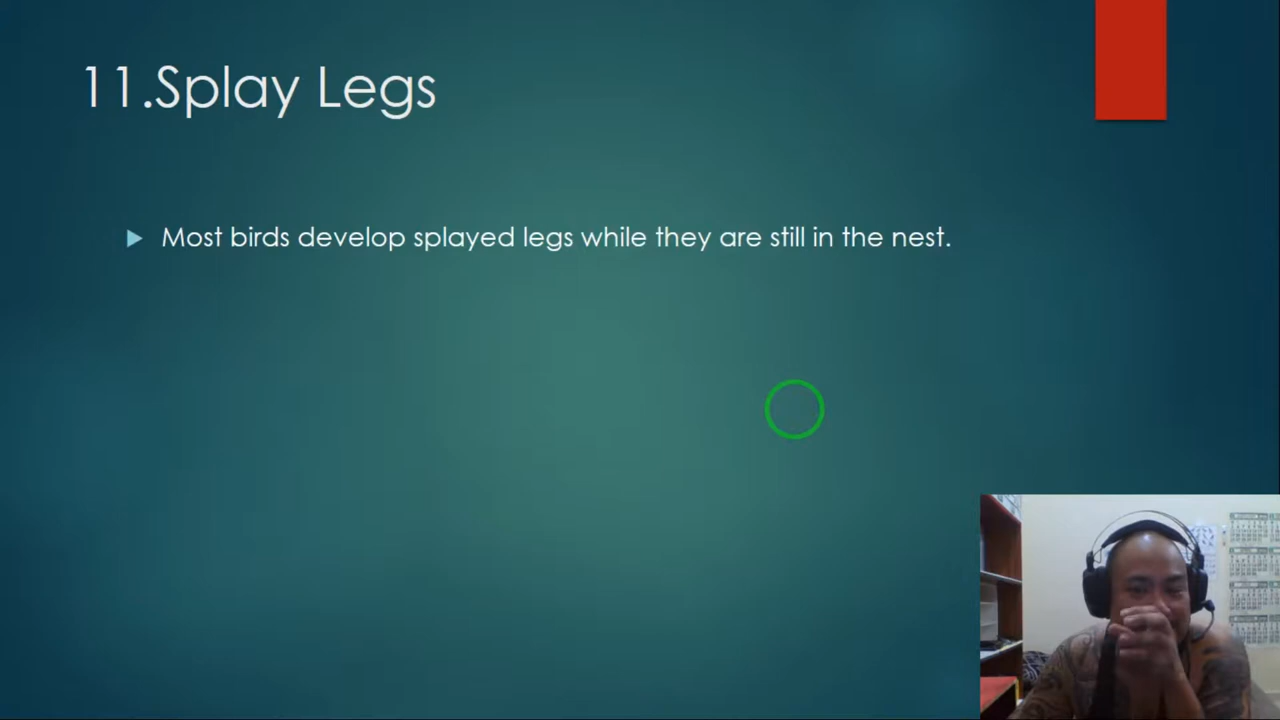 11.Splay Legs
Most birds develop splayed legs while they are still in the nest.